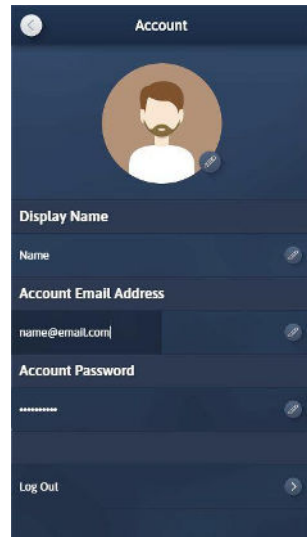 Account
Display Name
Name
Account Email Address
name@email.com
Account Password
••••••••••
Log Out